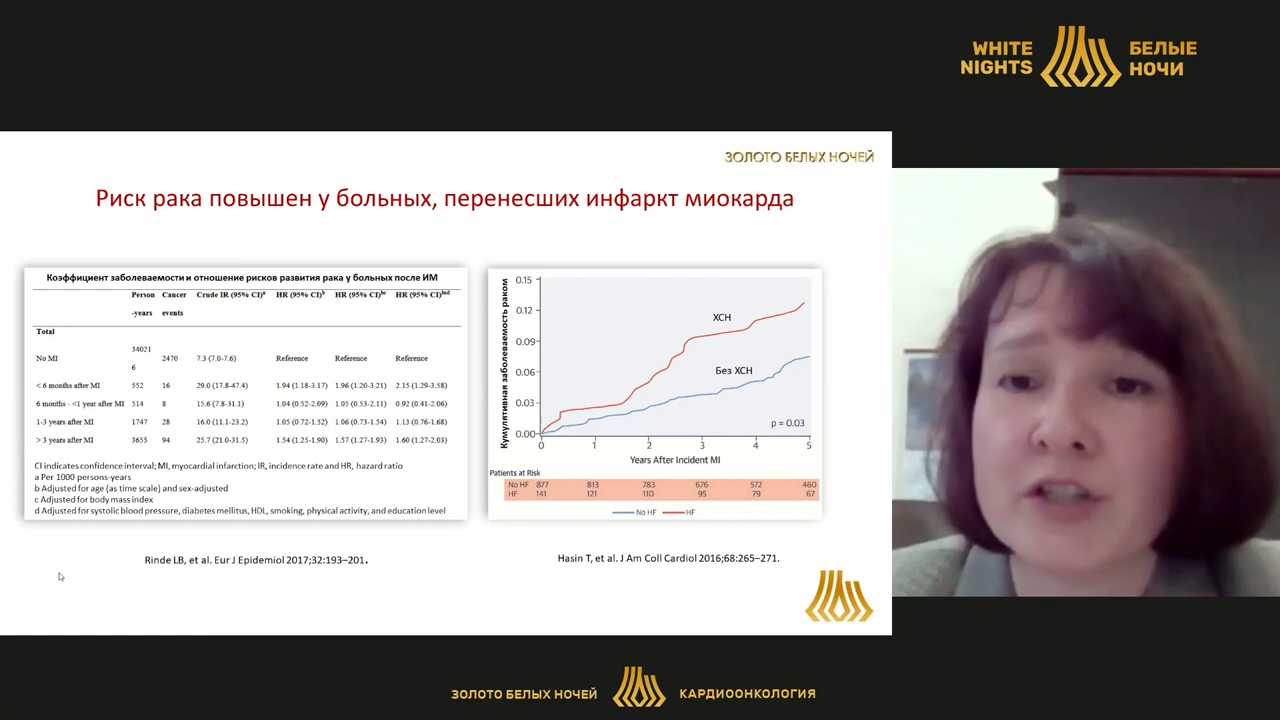 WHITE
NIGHTS
БЕЛЫЕ
НОЧИ
ЗОЛОТО БЕЛЫХ НОЧЕЙ
Риск рака повышен у больных, перенесших инфаркт миокарда
Коэффициент заболеваемости и отношение рисков развития рака у больных после ИМ
Person-years Cancer events Crude IR (95% CI)a HR (95% CI)b HR (95% CI)bc HR (95% CI)bcd
Total
No MI 340216 2470 7.3 (7.0-7.6) Reference Reference Reference
< 6 months after MI 552 16 29.0 (17.8-47.4) 1.94 (1.18-3.17) 1.96 (1.20-3.21) 2.15 (1.29-3.58)
6 months - <1 year after MI 514 8 15.6 (7.8-31.1) 1.04 (0.52-2.09) 1.05 (0.53-2.11) 0.92 (0.41-2.06)
1-3 years after MI 1747 28 16.0 (11.1-23.2) 1.05 (0.72-1.52) 1.06 (0.73-1.54) 1.13 (0.76-1.68)
> 3 years after MI 3655 94 25.7 (21.0-31.5) 1.54 (1.25-1.90) 1.57 (1.27-1.93) 1.60 (1.27-2.03)
CI indicates confidence interval; MI, myocardial infarction; IR, incidence rate and HR, hazard ratio
a Per 1000 persons-years
b Adjusted for age (as time scale) and sex-adjusted
c Adjusted for body mass index
d Adjusted for systolic blood pressure, diabetes mellitus, HDL, smoking, physical activity, and education level
Rinde LB, et al. Eur J Epidemiol 2017;32:193–201.
Кумулятивная заболеваемость раком
0.15
0.12
0.09
0.06
0.03
0.00
ХСН
Без ХСН
p = 0.03
0 1 2 3 4 5
Years After Incident MI
Patients at Risk
No HF 877 813 783 676 572 460
HF 141 121 110 95 79 67
No HF HF
Hasin T, et al. J Am Coll Cardiol 2016;68:265–271.
ЗОЛОТО БЕЛЫХ НОЧЕЙ
КАРДИООНКОЛОГИЯ